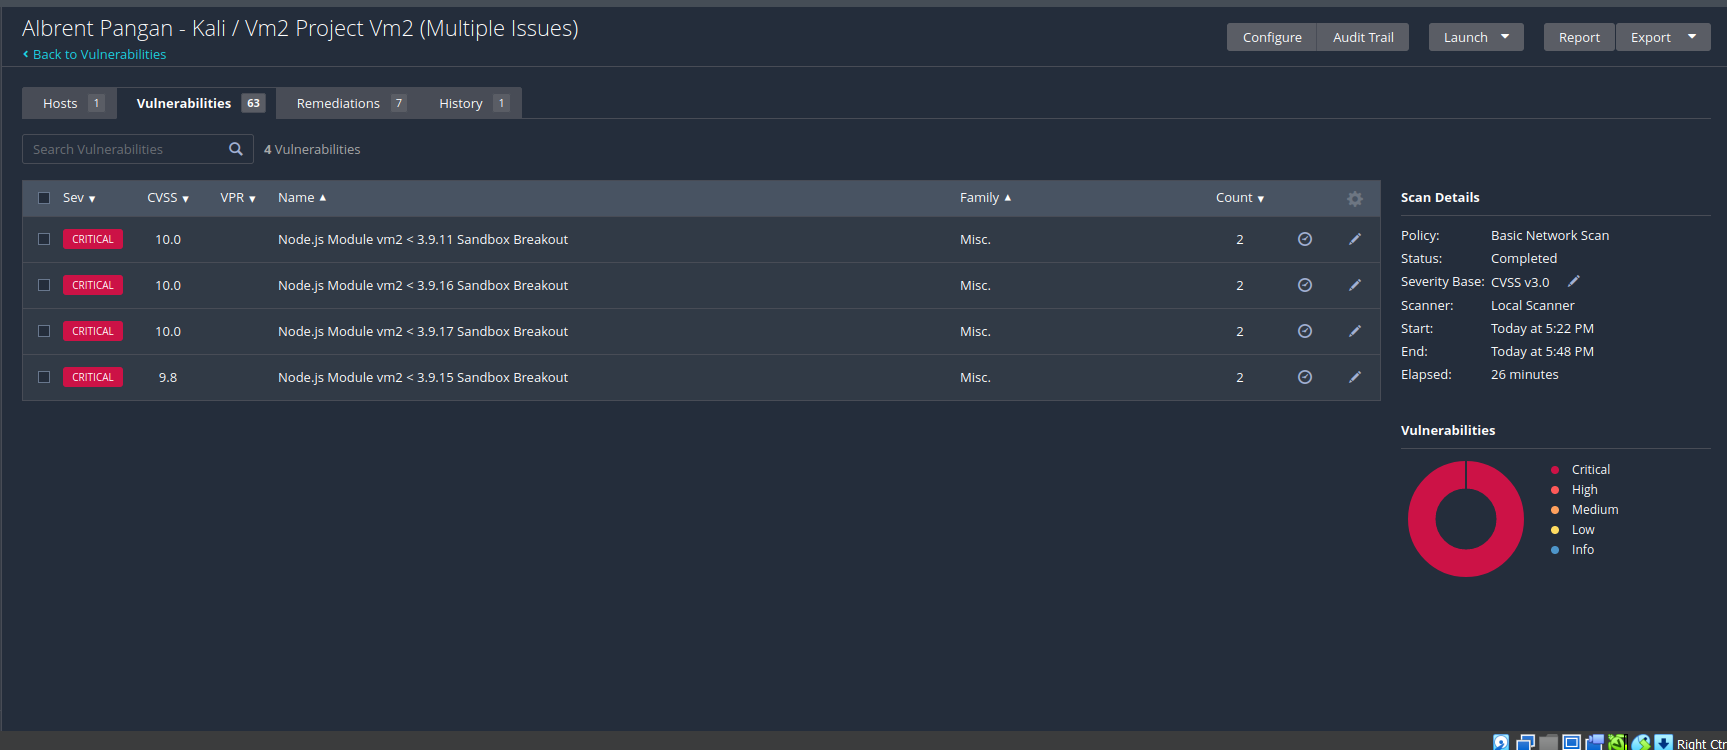 Albrent Pangan - Kali / Vm2 Project Vm2 (Multiple Issues)
Back to Vulnerabilities
Configure Audit Trail Launch Report Export
Hosts 1 Vulnerabilities 63 Remediations 7 History 1
Search Vulnerabilities 4 Vulnerabilities
Sev CVSS VPR Name Family Count
CRITICAL 10.0 Node.js Module vm2 < 3.9.11 Sandbox Breakout Misc. 2
CRITICAL 10.0 Node.js Module vm2 < 3.9.16 Sandbox Breakout Misc. 2
CRITICAL 10.0 Node.js Module vm2 < 3.9.17 Sandbox Breakout Misc. 2
CRITICAL 9.8 Node.js Module vm2 < 3.9.15 Sandbox Breakout Misc. 2
Scan Details
Policy: Basic Network Scan
Status: Completed
Severity Base: CVSS v3.0
Scanner: Local Scanner
Start: Today at 5:22 PM
End: Today at 5:48 PM
Elapsed: 26 minutes
Vulnerabilities
Critical
High
Medium
Low
Info
Right Ctr